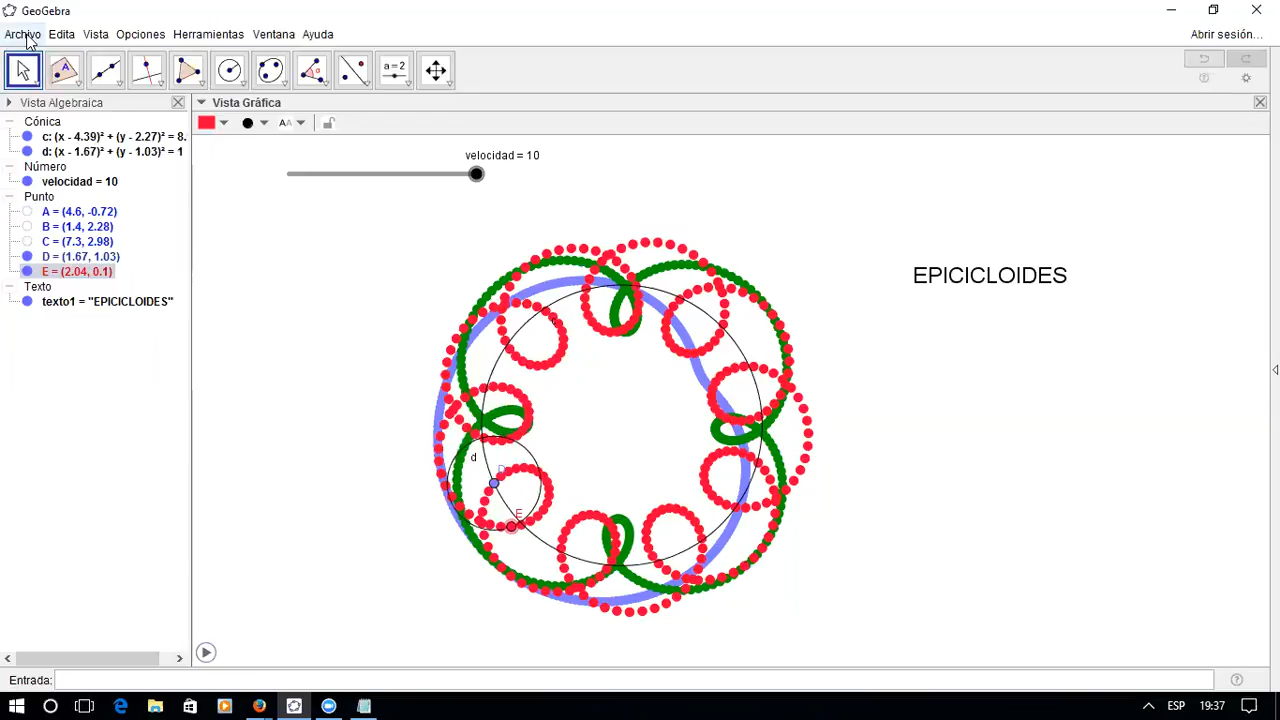 GeoGebra
Archivo Edita Vista Opciones Herramientas Ventana Ayuda Abrir sesión...
A α a=2
Vista Algebraica
Vista Gráfica
AA
Cónica
c: (x - 4.39)² + (y - 2.27)² = 8.
d: (x - 1.67)² + (y - 1.03)² = 1
Número
velocidad = 10
Punto
A = (4.6, -0.72)
B = (1.4, 2.28)
C = (7.3, 2.98)
D = (1.67, 1.03)
E = (2.04, 0.1)
Texto
texto1 = "EPICICLOIDES"
velocidad = 10
EPICICLOIDES
d
D
E
Entrada:
ESP 19:37